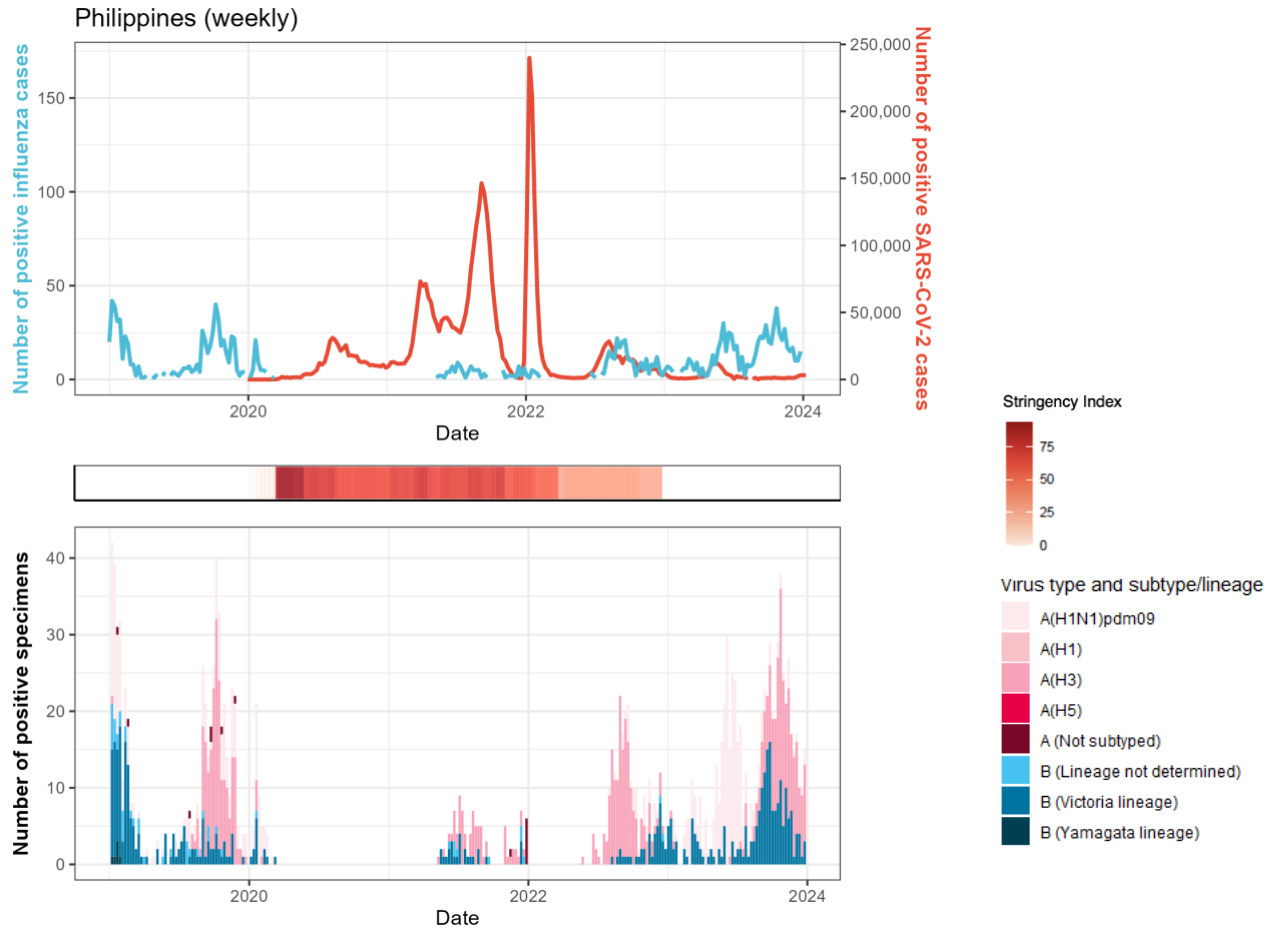 Philippines (weekly)
Number of positive influenza cases
150
100
50
0
250,000
200,000
150,000
100,000
50,000
0
Number of positive SARS-CoV-2 cases
2020
2022
2024
Date
Stringency Index
75
50
25
0
Number of positive specimens
40
30
20
10
0
2020
2022
2024
Date
Virus type and subtype/lineage
A(H1N1)pdm09
A(H1)
A(H3)
A(H5)
A (Not subtyped)
B (Lineage not determined)
B (Victoria lineage)
B (Yamagata lineage)